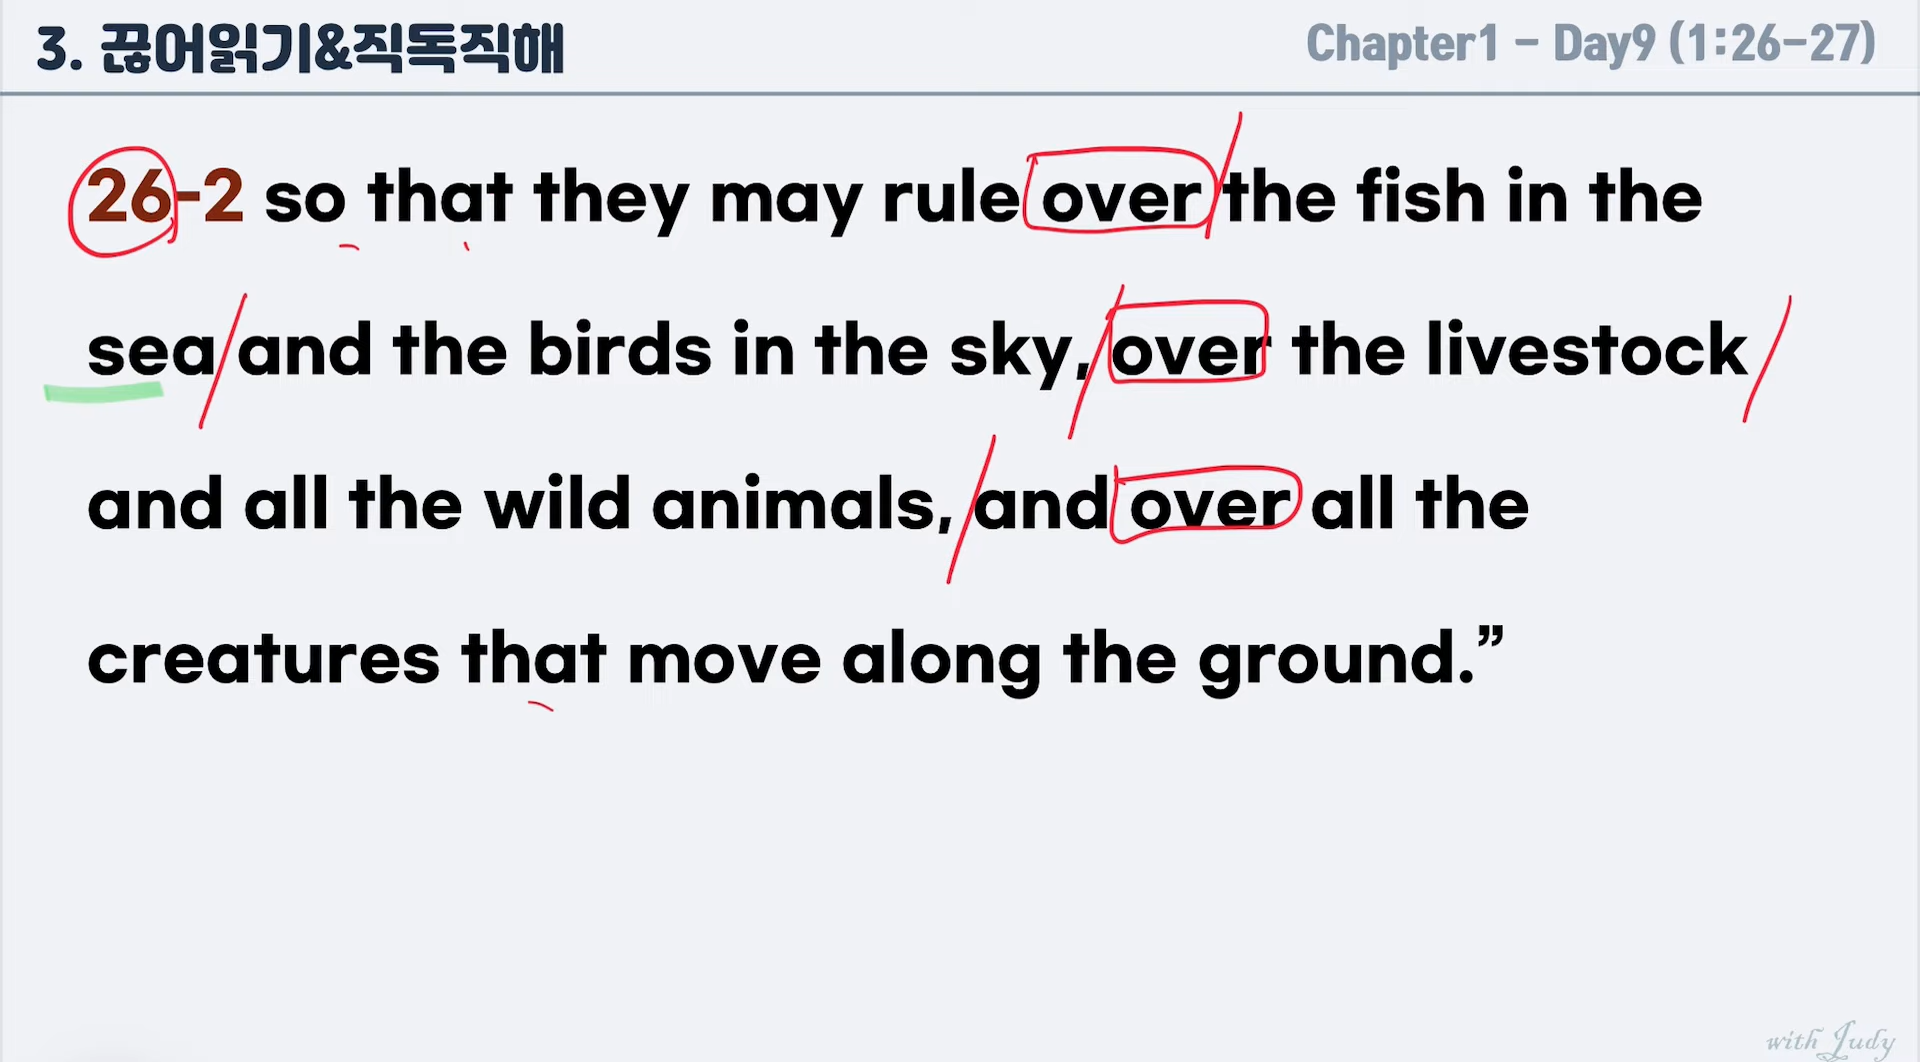 3. 끊어읽기&직독직해
Chapter1 - Day9 (1:26-27)
26-2 so that they may rule over the fish in the
sea and the birds in the sky, over the livestock
and all the wild animals, and over all the
creatures that move along the ground.”
with Judy